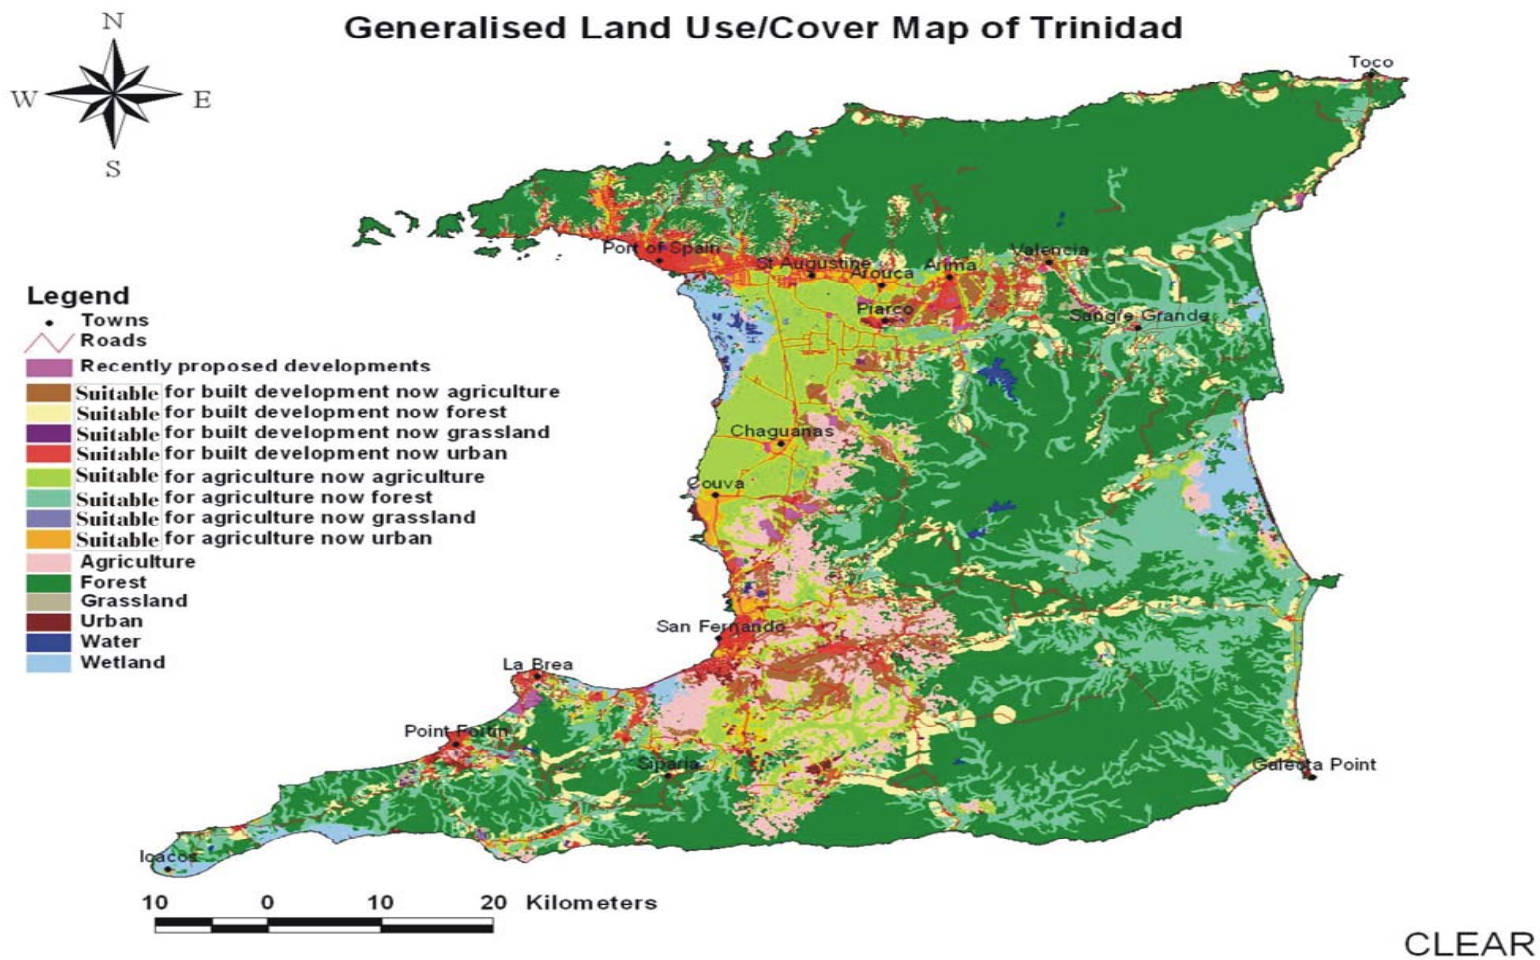 Generalised Land Use/Cover Map of Trinidad
N
W E
S
Toco
Port of Spain
St Augustine
Arouca
Arima
Valencia
Piarco
Sangre Grande
Chaguanas
Couva
San Fernando
La Brea
Point Fortin
Siparia
Galeota Point
Icacos
Legend
Towns
Roads
Recently proposed developments
Suitable for built development now agriculture
Suitable for built development now forest
Suitable for built development now grassland
Suitable for built development now urban
Suitable for agriculture now agriculture
Suitable for agriculture now forest
Suitable for agriculture now grassland
Suitable for agriculture now urban
Agriculture
Forest
Grassland
Urban
Water
Wetland
10 0 10 20 Kilometers
CLEAR